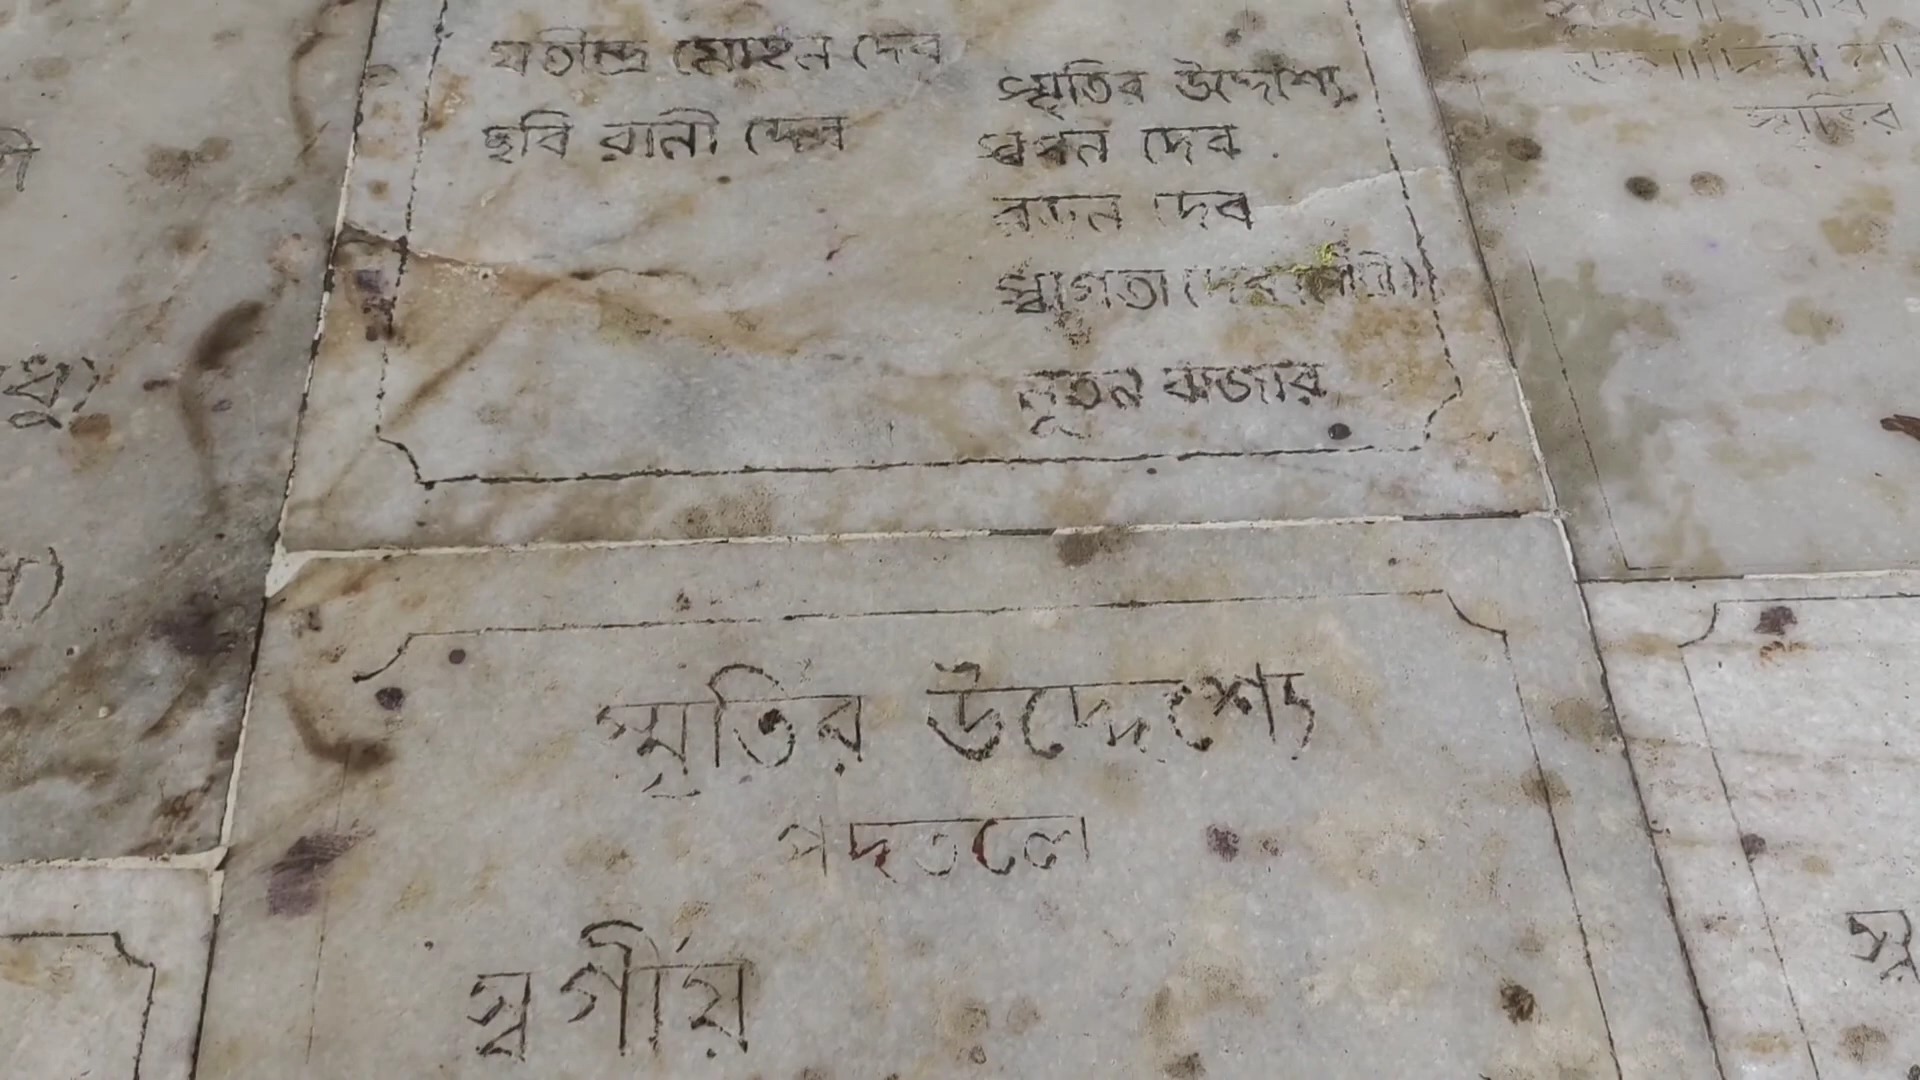 যতীন্দ্র মোহন দেব
ছবি রানী দেব
স্মৃতির উদ্দেশ্য
স্বপন দেব
রতন দেব
স্বাগতা দেব
নূতন বাজার
স্মৃতির
স্মৃতির উদ্দেশ্যে
পদতলে
স্বর্গীয়